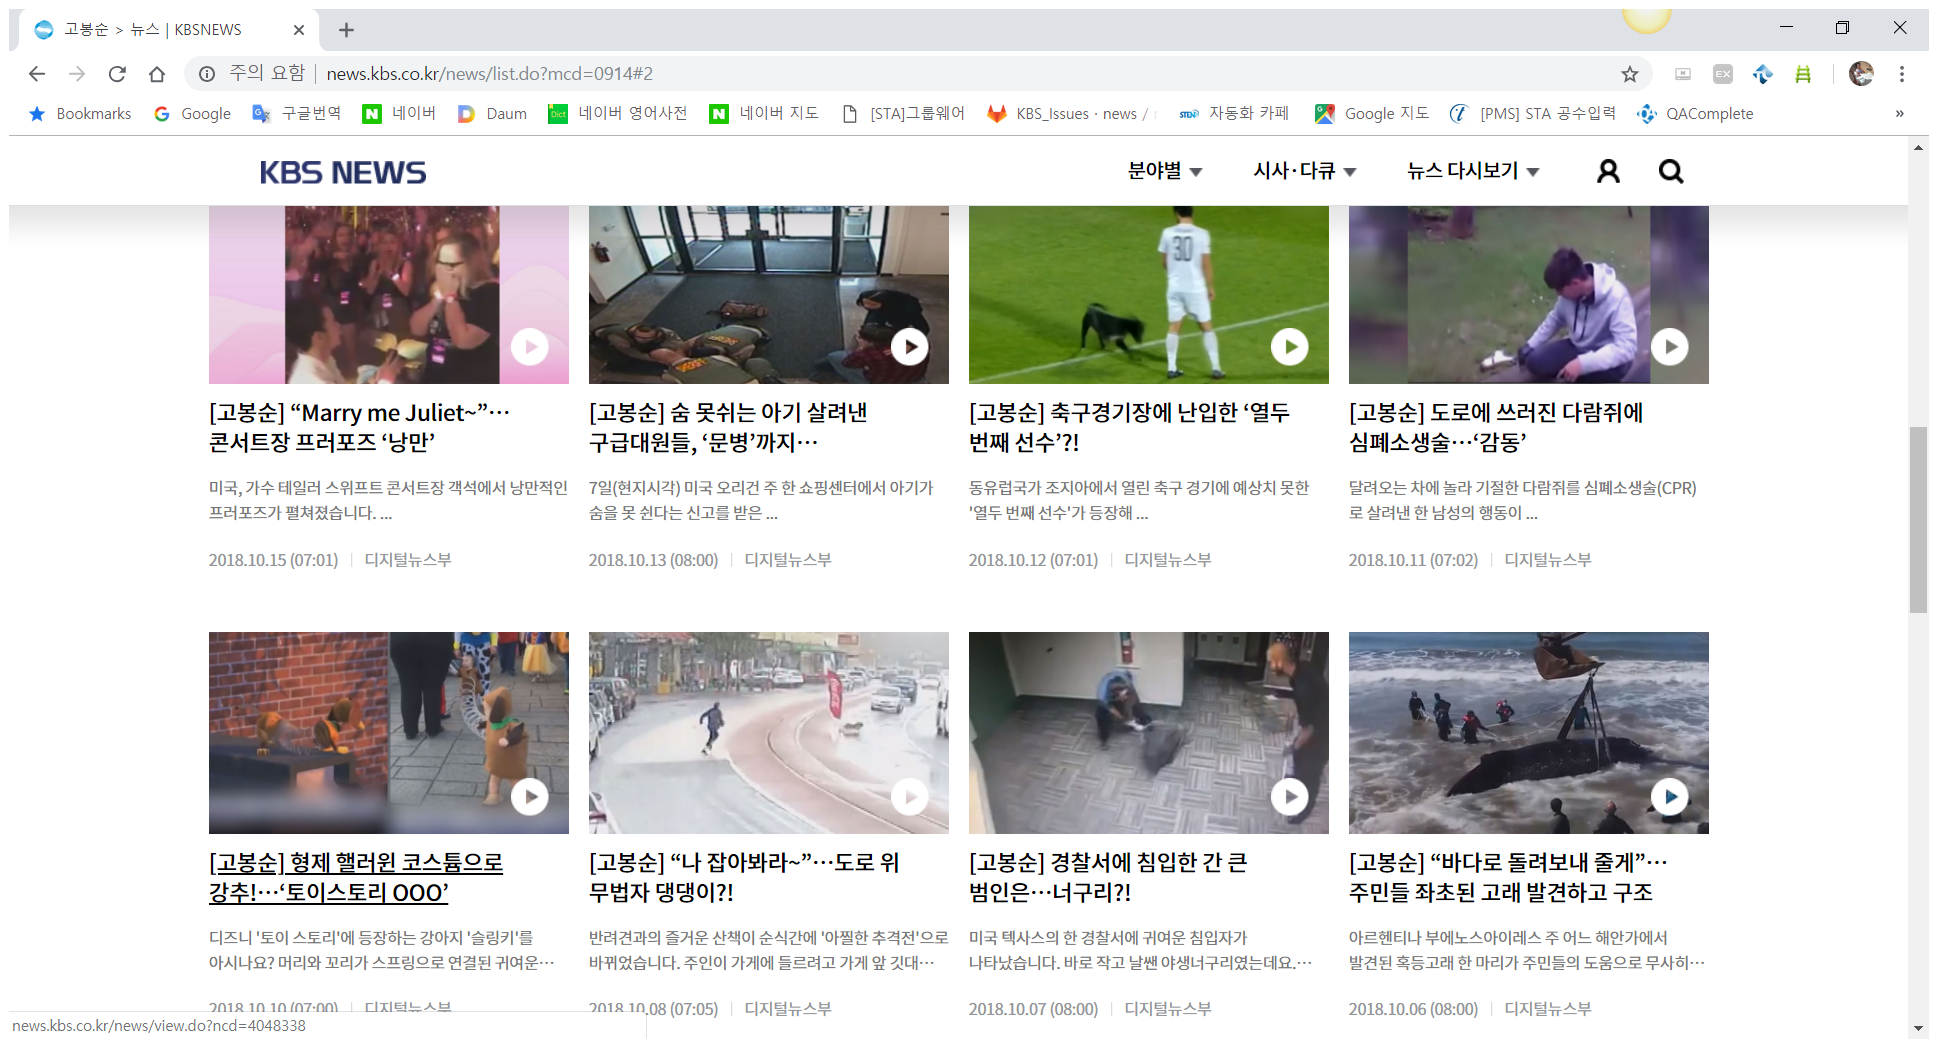 고봉순 > 뉴스 | KBSNEWS
주의 요함 | news.kbs.co.kr/news/list.do?mcd=0914#2
EX
Bookmarks Google 구글번역 네이버 Daum 네이버 영어사전 네이버 지도 [STA]그룹웨어 KBS_Issues · news / 자동화 카페 Google 지도 [PMS] STA 공수입력 QAComplete »
KBS NEWS 분야별 시사·다큐 뉴스 다시보기
30
[고봉순] “Marry me Juliet~”…
콘서트장 프러포즈 ‘낭만’
미국, 가수 테일러 스위프트 콘서트장 객석에서 낭만적인
프러포즈가 펼쳐졌습니다. ...
2018.10.15 (07:01) | 디지털뉴스부
[고봉순] 숨 못쉬는 아기 살려낸
구급대원들, ‘문병’까지…
7일(현지시각) 미국 오리건 주 한 쇼핑센터에서 아기가
숨을 못 쉰다는 신고를 받은 ...
2018.10.13 (08:00) | 디지털뉴스부
[고봉순] 축구경기장에 난입한 ‘열두
번째 선수’?!
동유럽국가 조지아에서 열린 축구 경기에 예상치 못한
'열두 번째 선수'가 등장해 ...
2018.10.12 (07:01) | 디지털뉴스부
[고봉순] 도로에 쓰러진 다람쥐에
심폐소생술…‘감동’
달려오는 차에 놀라 기절한 다람쥐를 심폐소생술(CPR)
로 살려낸 한 남성의 행동이 ...
2018.10.11 (07:02) | 디지털뉴스부
[고봉순] 형제 핼러윈 코스튬으로
강추!…‘토이스토리 OOO’
디즈니 '토이 스토리'에 등장하는 강아지 '슬링키'를
아시나요? 머리와 꼬리가 스프링으로 연결된 귀여운…
2018.10.10 (07:00) | 디지털뉴스부
[고봉순] “나 잡아봐라~”…도로 위
무법자 댕댕이?!
반려견과의 즐거운 산책이 순식간에 '아찔한 추격전'으로
바뀌었습니다. 주인이 가게에 들르려고 가게 앞 깃대…
2018.10.08 (07:05) | 디지털뉴스부
[고봉순] 경찰서에 침입한 간 큰
범인은…너구리?!
미국 텍사스의 한 경찰서에 귀여운 침입자가
나타났습니다. 바로 작고 날쌘 야생너구리였는데요.…
2018.10.07 (08:00) | 디지털뉴스부
[고봉순] “바다로 돌려보내 줄게”…
주민들 좌초된 고래 발견하고 구조
아르헨티나 부에노스아이레스 주 어느 해안가에서
발견된 혹등고래 한 마리가 주민들의 도움으로 무사히…
2018.10.06 (08:00) | 디지털뉴스부
news.kbs.co.kr/news/view.do?ncd=4048338